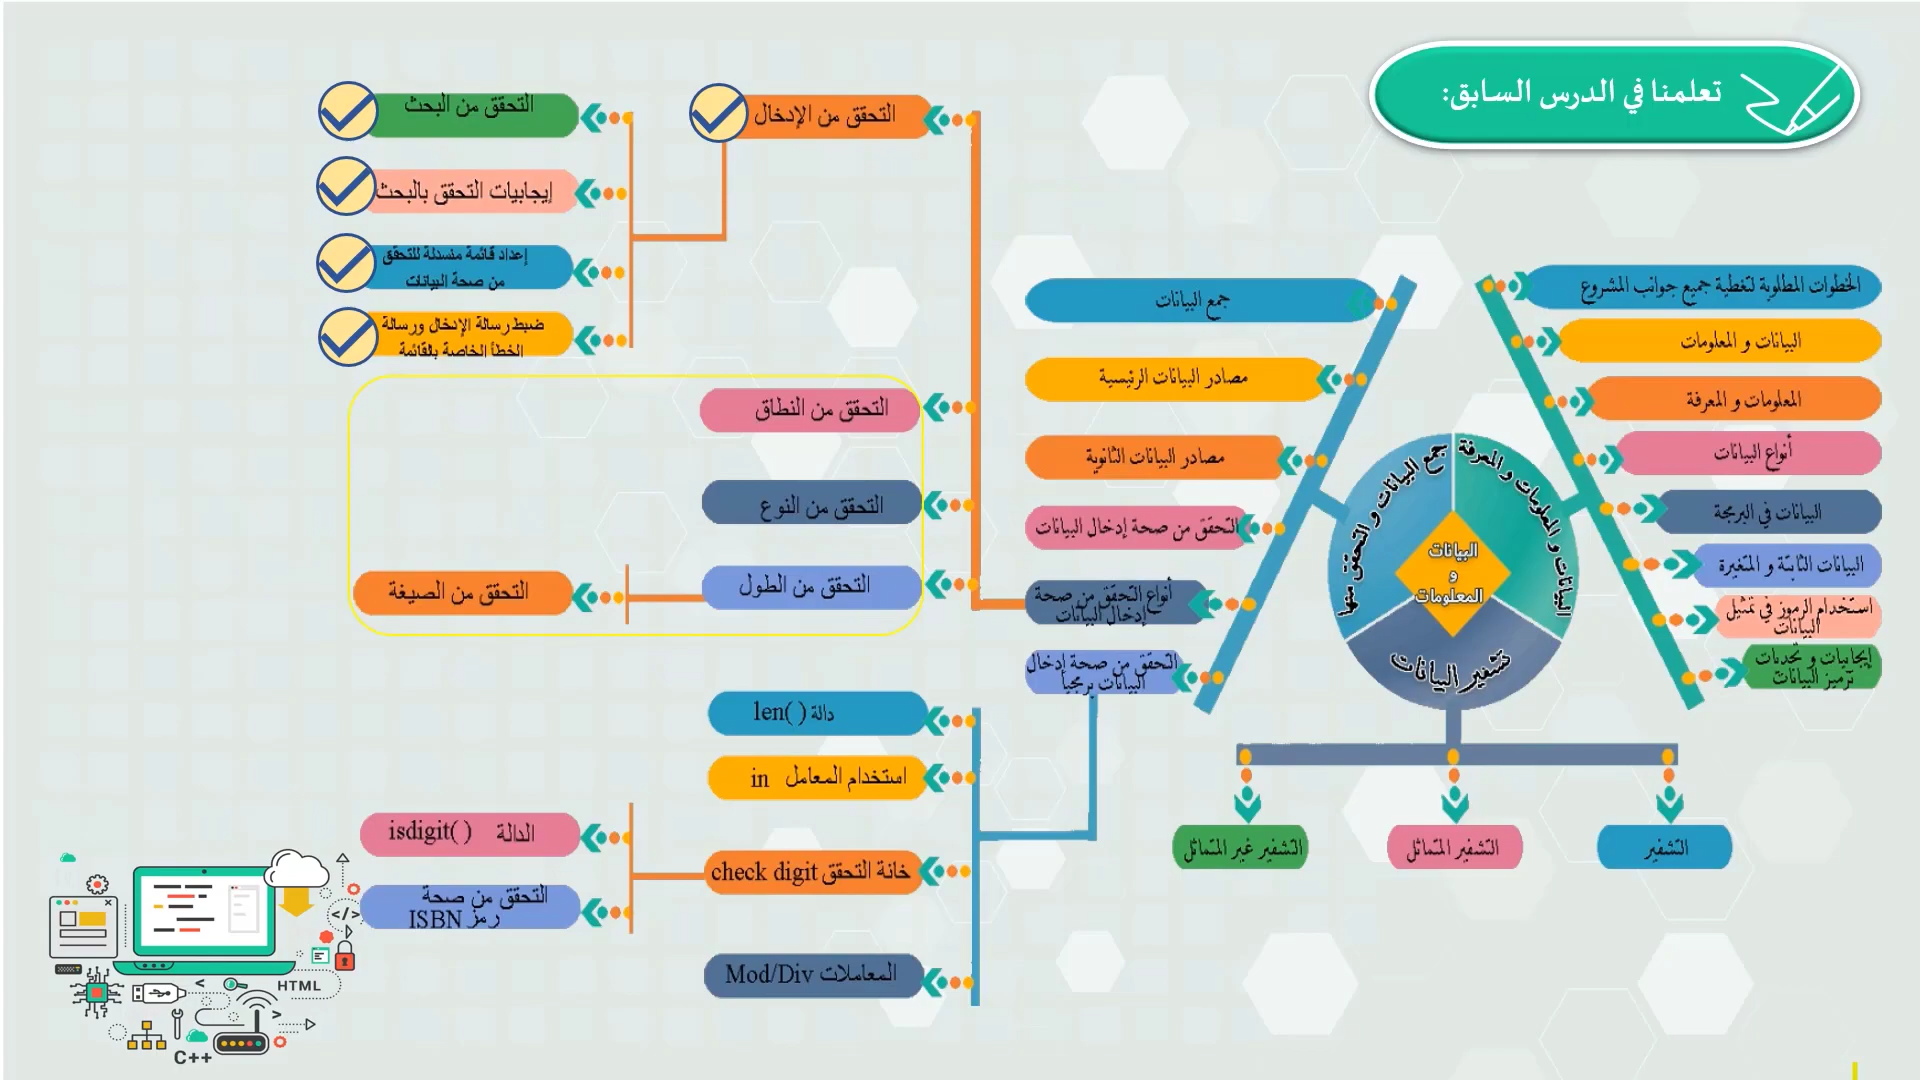 تعلمنا في الدرس السابق:
البيانات
و
المعلومات
البيانات و المعلومات و المعرفة
الخطوات المطلوبة لتغطية جميع جوانب المشروع
البيانات و المعلومات
المعلومات و المعرفة
أنواع البيانات
البيانات في البرمجة
البيانات الثابتة و المتغيرة
استخدام الرموز في تمثيل
البيانات
إيجابيات و تحديات
ترميز البيانات
جمع البيانات و التحقق منها
جمع البيانات
مصادر البيانات الرئيسية
مصادر البيانات الثانوية
التحقق من صحة إدخال البيانات
أنواع التحقق من صحة
إدخال البيانات
التحقق من صحة إدخال
البيانات برمجياً
تشفير البيانات
التشفير
التشفير المتماثل
التشفير غير المتماثل
التحقق من الإدخال
التحقق من البحث
إيجابيات التحقق بالبحث
إعداد قائمة منسدلة للتحقق
من صحة البيانات
ضبط رسالة الإدخال ورسالة
الخطأ الخاصة بالقائمة
التحقق من النطاق
التحقق من النوع
التحقق من الطول
التحقق من الصيغة
دالة len( )
استخدام المعامل in
خانة التحقق check digit
الدالة isdigit( )
التحقق من صحة
رمز ISBN
المعاملات Mod/Div
</>
HTML
C++